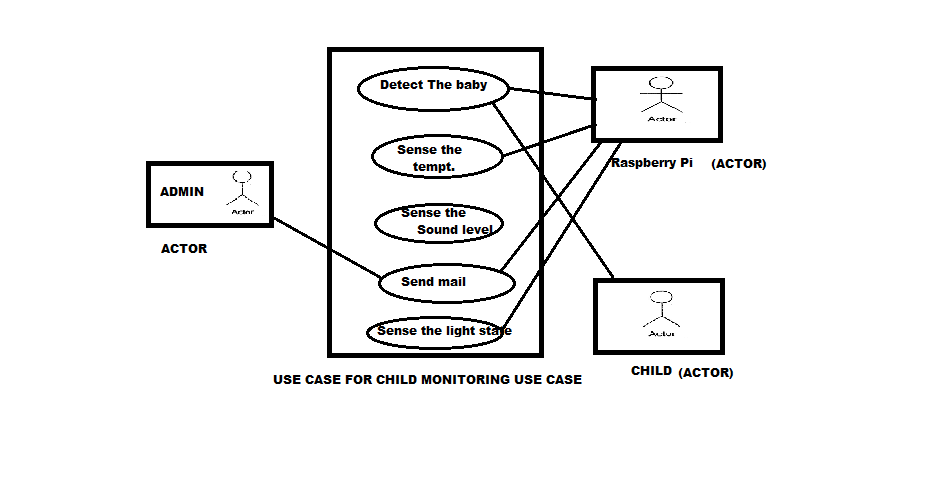 Detect The baby
Sense the
tempt.
Sense the
Sound level
Send mail
Sense the light state
ADMIN
Actor
ACTOR
Actor
Raspberry Pi (ACTOR)
Actor
CHILD (ACTOR)
USE CASE FOR CHILD MONITORING USE CASE